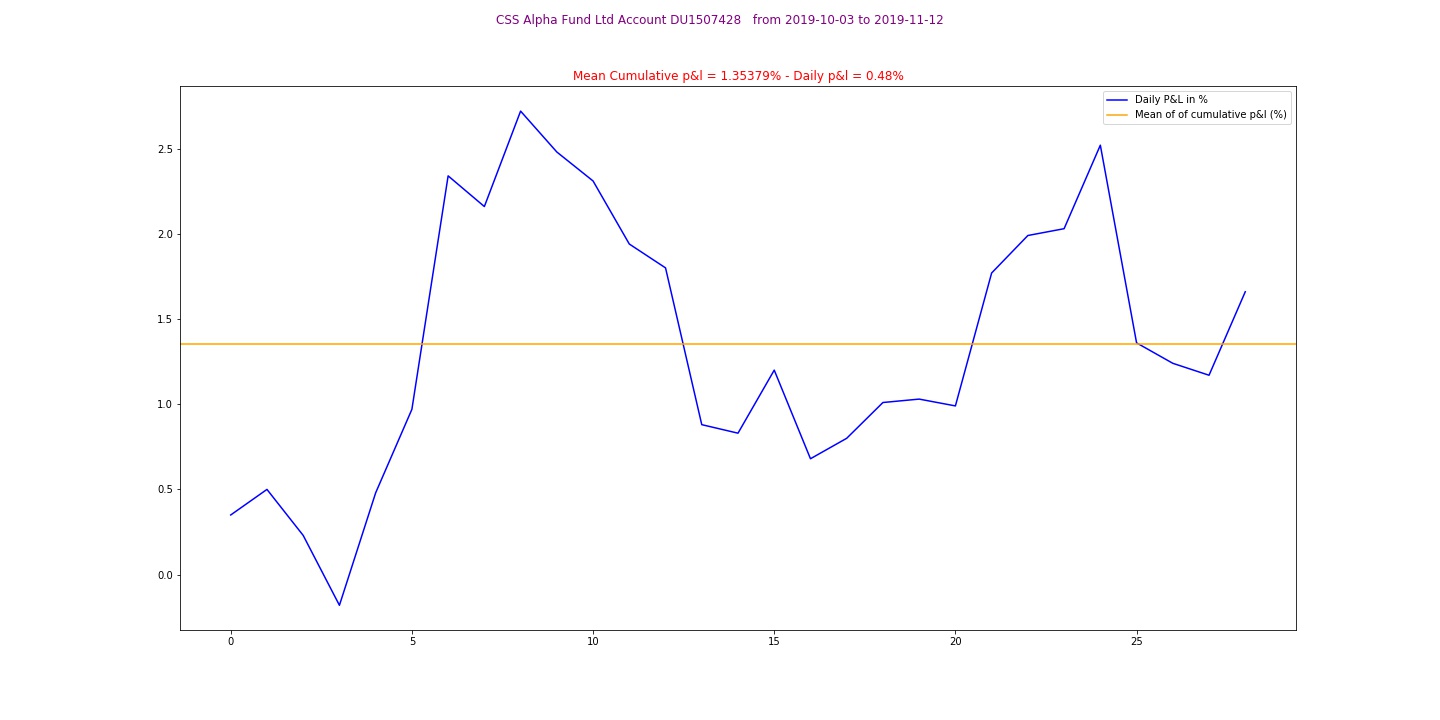 CSS Alpha Fund Ltd Account DU1507428   from 2019-10-03 to 2019-11-12
Mean Cumulative p&l = 1.35379% - Daily p&l = 0.48%
Daily P&L in %
Mean of of cumulative p&l (%)
2.5
2.0
1.5
1.0
0.5
0.0
0 5 10 15 20 25